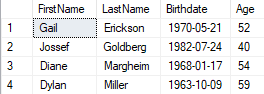 FirstName LastName Birthdate Age
1 Gail Erickson 1970-05-21 52
2 Jossef Goldberg 1982-07-24 40
3 Diane Margheim 1968-01-17 54
4 Dylan Miller 1963-10-09 59